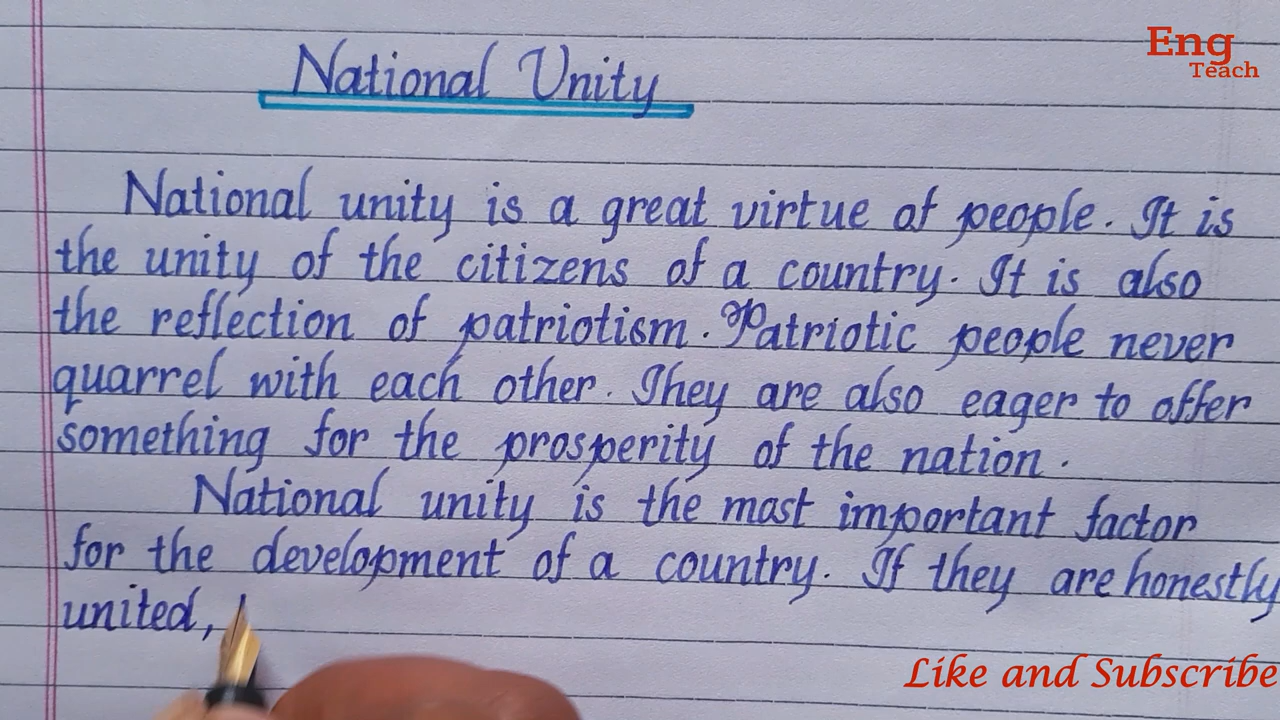 National Unity
Eng
Teach
National unity is a great virtue of people. It is
the unity of the citizens of a country. It is also
the reflection of patriotism. Patriotic people never
quarrel with each other. They are also eager to offer
something for the prosperity of the nation.
National unity is the most important factor
for the development of a country. If they are honestly
united,
Like and Subscribe